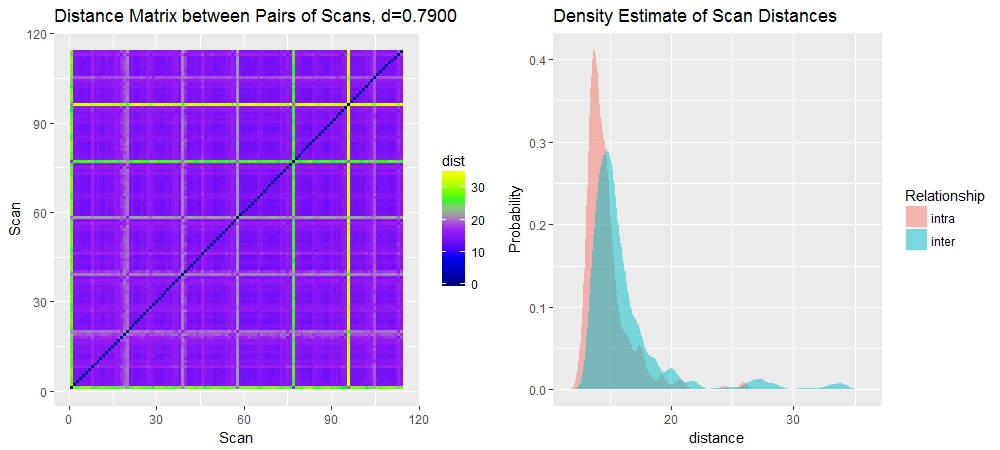 Distance Matrix between Pairs of Scans, d=0.7900
120
90
60
30
0
Scan
0 30 60 90 120
Scan
dist
30
20
10
0
Density Estimate of Scan Distances
0.4
0.3
0.2
0.1
0.0
Probability
20 30
distance
Relationship
intra
inter